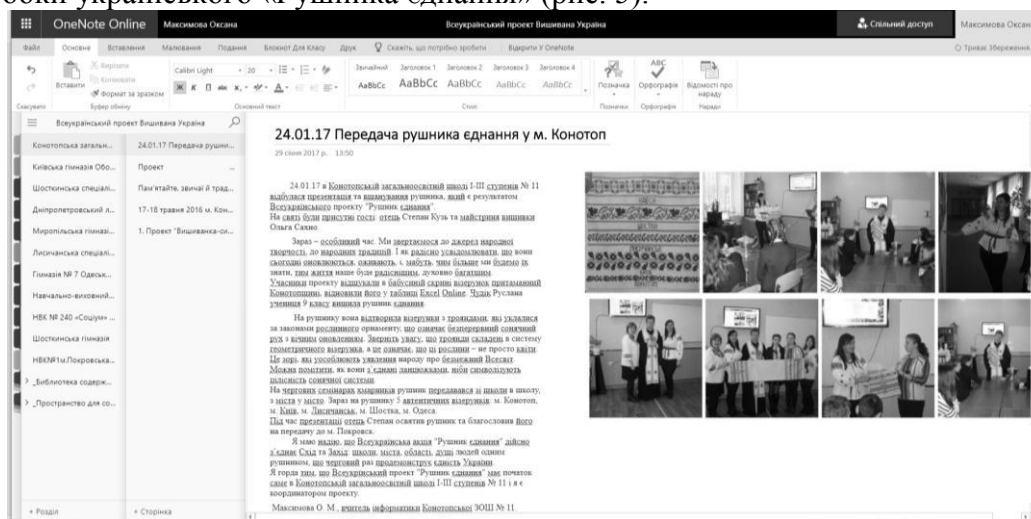 боки українського «Рушника єднання» (рис. 5).
OneNote Online Максимова Оксана Всеукраїнський проект Вишивана Україна Спільний доступ Максимова Оксан
Файл Основне Вставлення Малювання Подання Блокнот Для Класу Друк Скажіть, що потрібно зробити Відкрити У OneNote Триває Збереження
Вставити
Вирізати
Копіювати
Формат за зразком
Calibri Light 20
Ж К П abc
Звичайний Заголовок 1 Заголовок 2 Заголовок 3 Заголовок 4
AaBbCc AaBbCc AaBbCc AaBbCc AaBbCc
Позначка Орфографія Відомості про нараду
Скасувати Буфер обміну Основний текст Стилі Позначки Орфографія Наради
Всеукраїнський проект Вишивана Україна
Конотопська загальн...
Київська гімназія Обо...
Шосткинська спеціалі...
Дніпропетровський л...
Миропільська гімназі...
Лисичанська спеціалі...
Гімназія № 7 Одеськ...
Навчально-виховний...
НВК № 240 «Соціум» ...
Шосткинська гімназія
НВК№1м.Покровська...
_Библиотека содерж...
_Пространство для со...
+ Розділ
24.01.17 Передача рушни...
Проект
Пам'ятайте, звичаї й трад...
17-18 травня 2016 м. Кон...
1. Проект "Вишиванка-си...
+ Сторінка
24.01.17 Передача рушника єднання у м. Конотоп
29 січня 2017 р. 13:50
24.01.17 в Конотопській загальноосвітній школі І-ІІІ ступенів № 11
відбулася презентація та вшанування рушника, який є результатом
Всеукраїнського проекту "Рушник єднання".
На святі були присутні гості: отець Степан Кузь та майстриня вишивки
Ольга Сахно.
Зараз – особливий час. Ми звертаємося до джерел народної
творчості, до народних традицій. І як радісно усвідомлювати, що вони
сьогодні оновлюються, оживають, і, мабуть, чим більше ми будемо їх
знати, тим життя наше буде радіснішим, духовно багатшим.
Учасники проекту відшукали в бабусиній скрині візерунок притаманний
Конотопщині, відновили його у таблиці Excel Online. Чудік Руслана
учениця 9 класу вишила рушник єднання.
На рушнику вона відтворила візерунки з трояндами, які уклалися
за законами рослинного орнаменту, що означає безперервний сонячний
рух з вічним оновленням. Зверніть увагу, що троянди складені в систему
геометричного візерунка, а це означає, що ці рослини – не просто квіти.
Це зорі, які уособлюють уявлення народу про безмежний Всесвіт.
Можна помітити, як вони з'єднані ланцюжками, ніби символізують
цілісність сонячної системи.
На чергових семінарах хмарників рушник передавався зі школи в школу,
з міста у місто. Зараз на рушнику 5 автентичних візерунків: м. Конотоп,
м. Київ, м. Лисичанськ, м. Шостка, м. Одеса.
Під час презентації отець Степан освятив рушник та благословив його
на передачу до м. Покровск.
Я маю надію, що Всеукраїнська акція "Рушник єднання" дійсно
з'єднає Схід та Захід, школи, міста, області, душі людей одним
рушником, що черговий раз продемонструє єдність України.
Я горда тим, що Всеукрїнський проект "Рушник єднання" має початок
саме в Конотопській загальноосвітній школі І-ІІІ ступенів № 11 і я є
координатором проекту.
Максимова О. М., вчитель інформатики Конотопської ЗОШ № 11